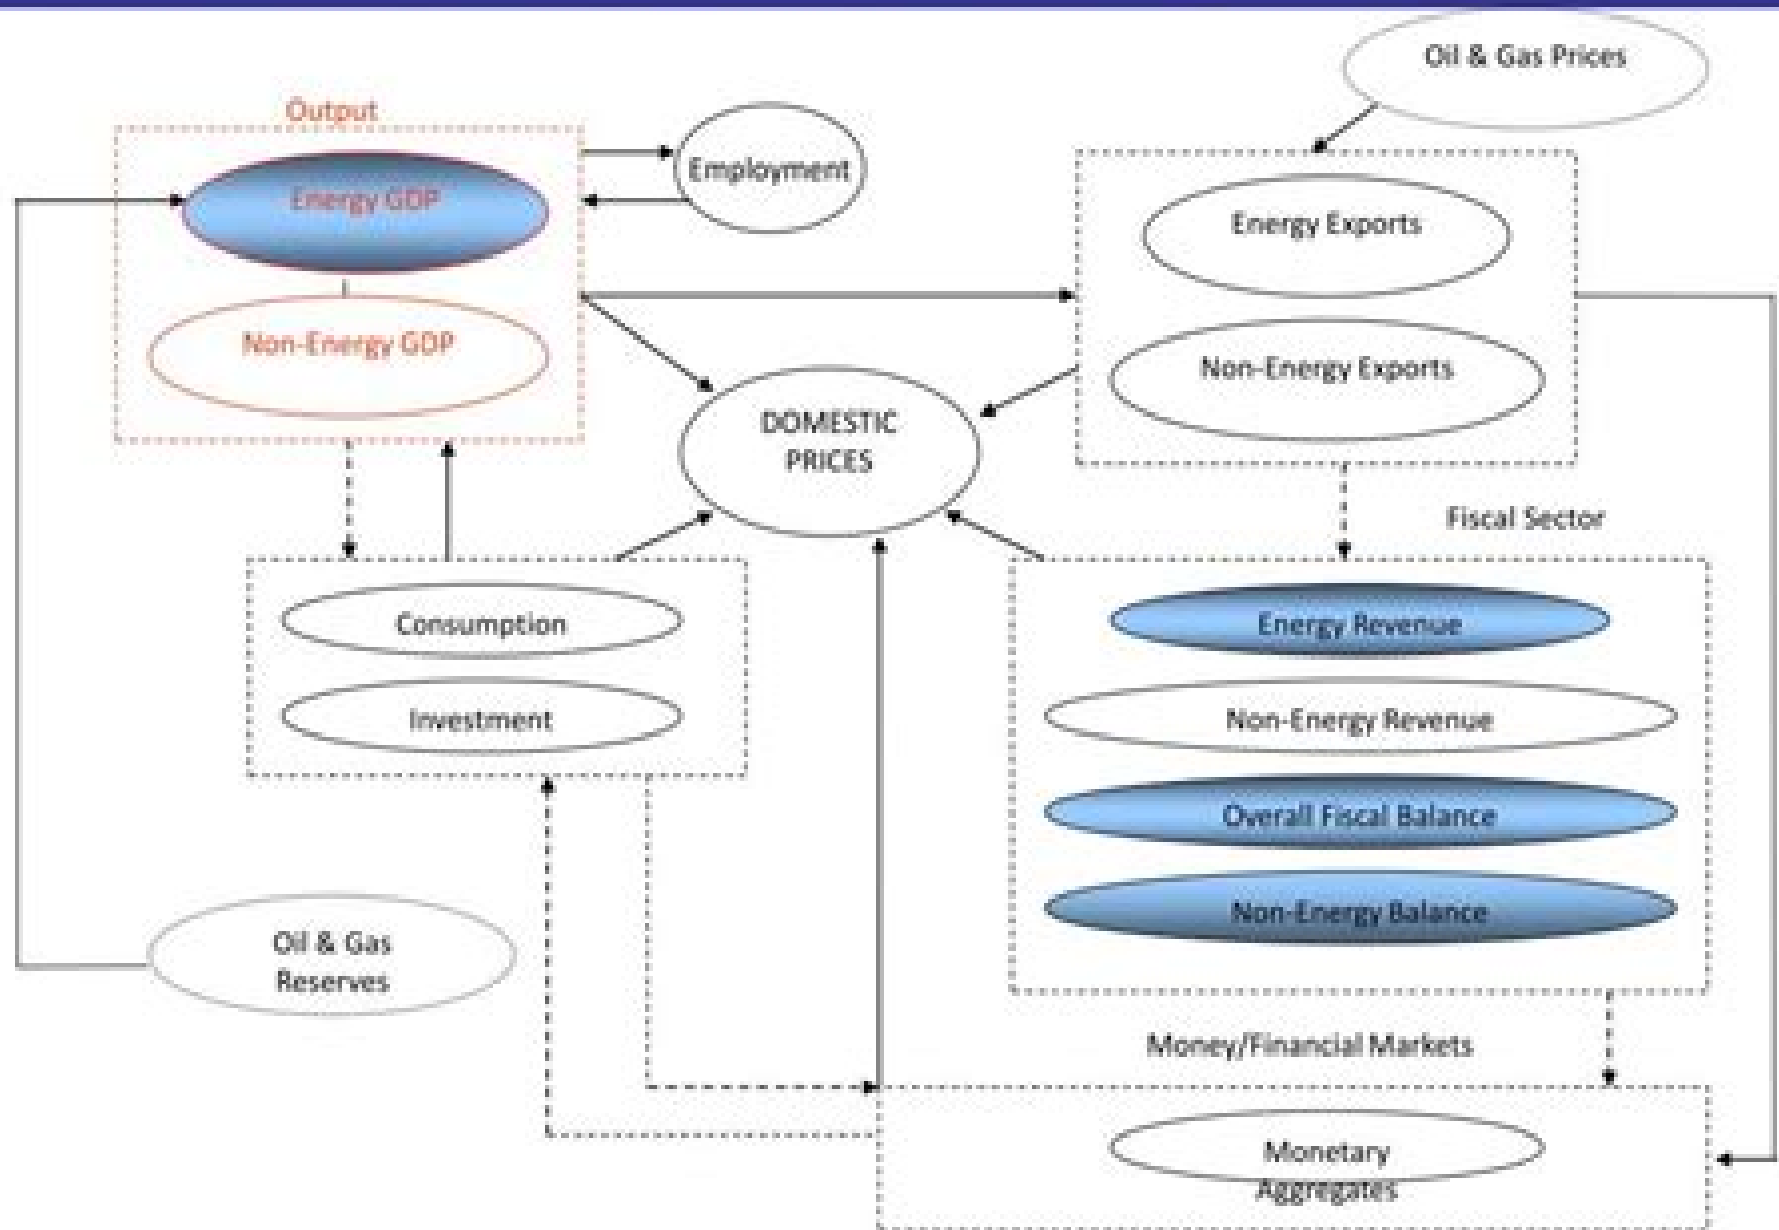 Oil & Gas Prices
Output
Energy GDP
Employment
Energy Exports
Non-Energy GDP
Non-Energy Exports
DOMESTIC
PRICES
Fiscal Sector
Consumption
Energy Revenue
Investment
Non-Energy Revenue
Overall Fiscal Balance
Non-Energy Balance
Oil & Gas
Reserves
Money/Financial Markets
Monetary
Aggregates